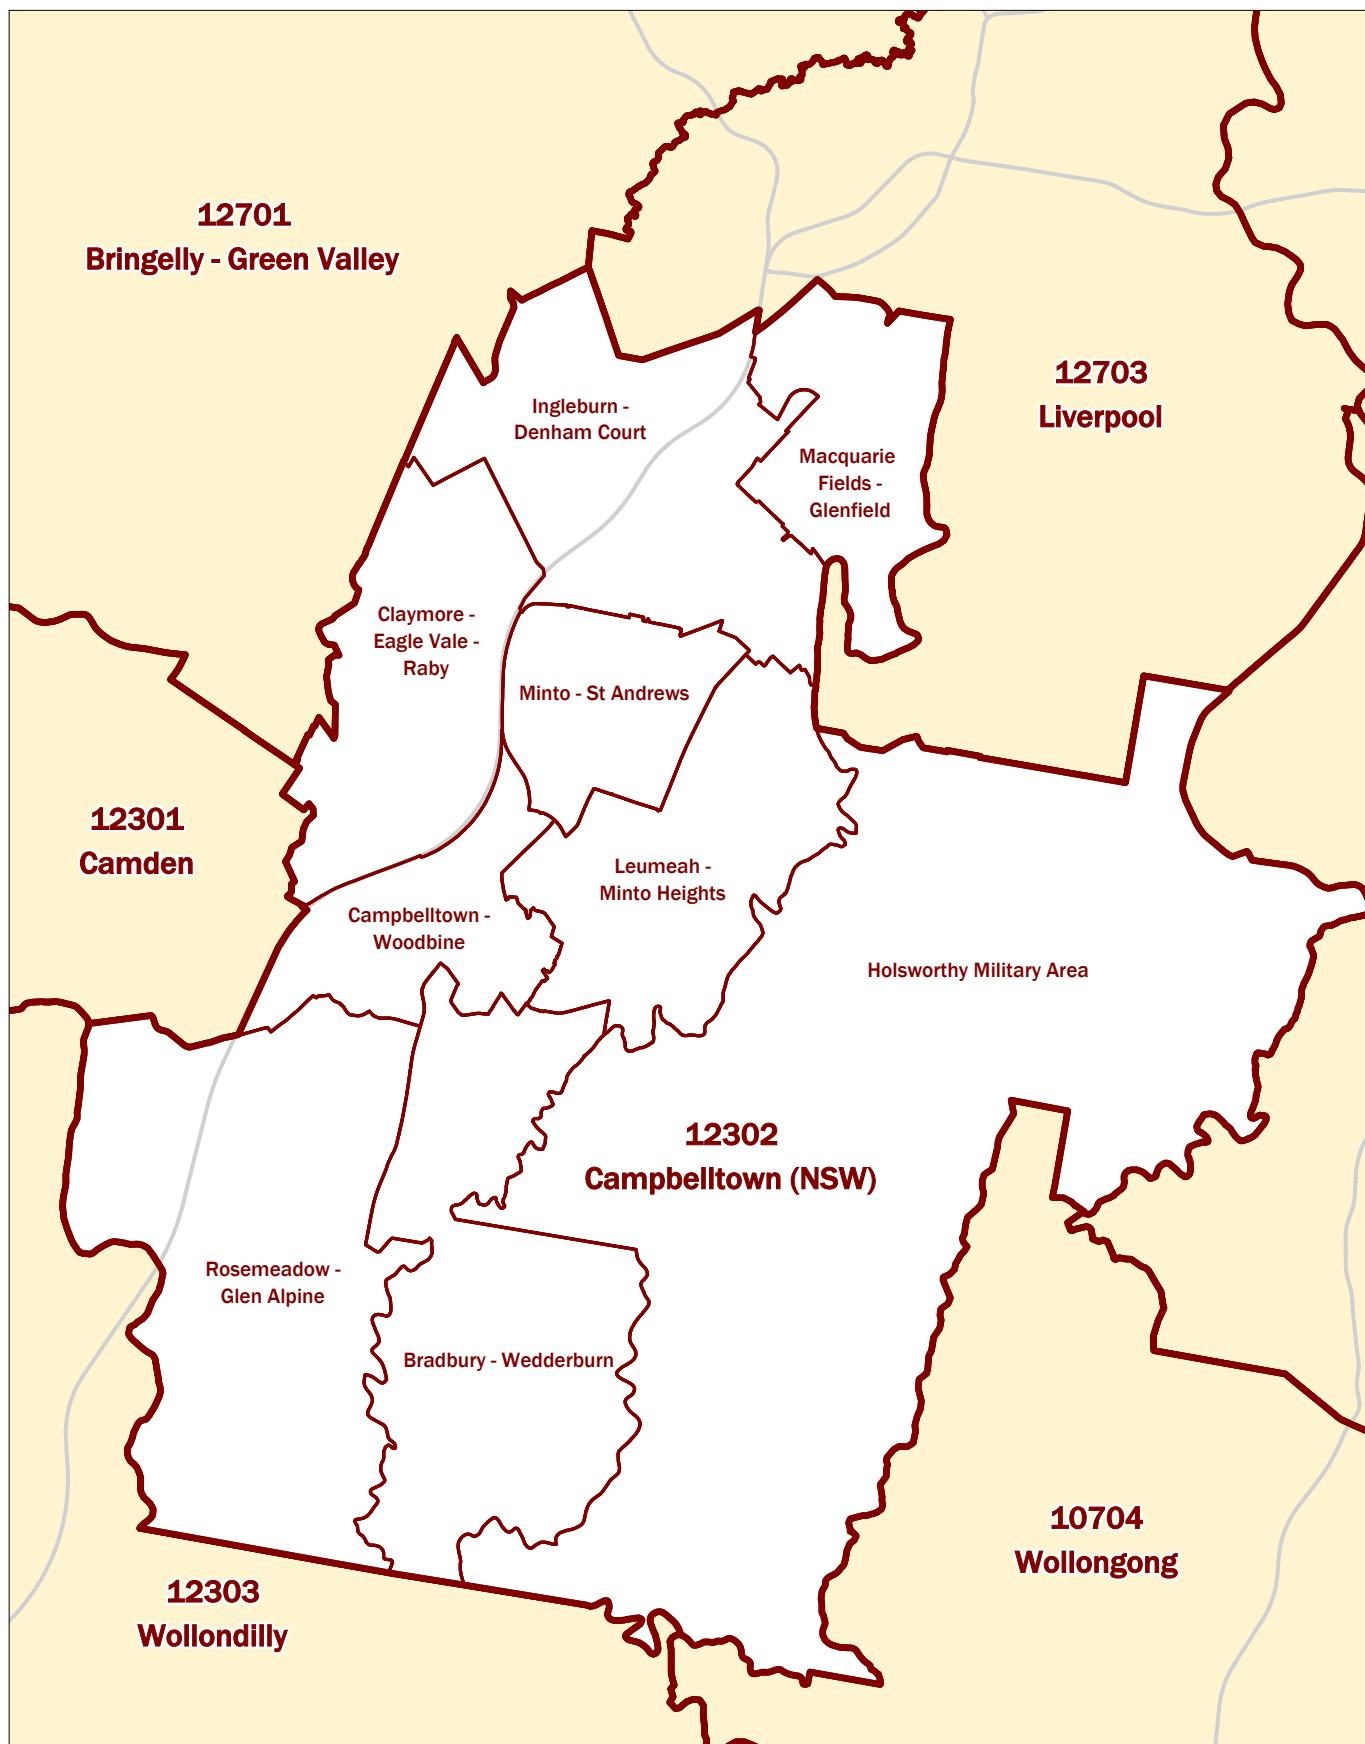 12701
Bringelly - Green Valley
12703
Liverpool
Ingleburn -
Denham Court
Macquarie
Fields -
Glenfield
Claymore -
Eagle Vale -
Raby
Minto - St Andrews
12301
Camden
Leumeah -
Minto Heights
Campbelltown -
Woodbine
Holsworthy Military Area
12302
Campbelltown (NSW)
Rosemeadow -
Glen Alpine
Bradbury - Wedderburn
10704
Wollongong
12303
Wollondilly